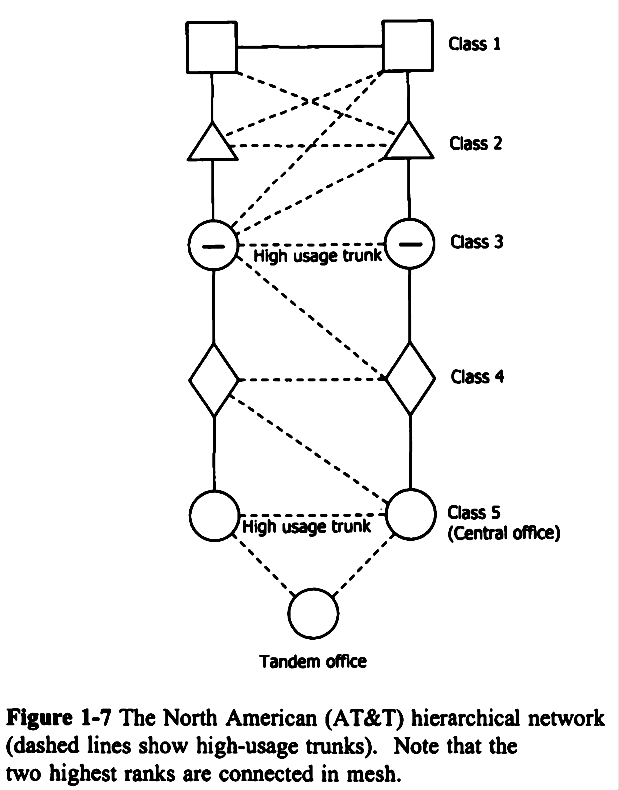 Class 1
Class 2
Class 3
High usage trunk
Class 4
Class 5
(Central office)
High usage trunk
Tandem office
Figure 1-7 The North American (AT&T) hierarchical network
(dashed lines show high-usage trunks). Note that the
two highest ranks are connected in mesh.